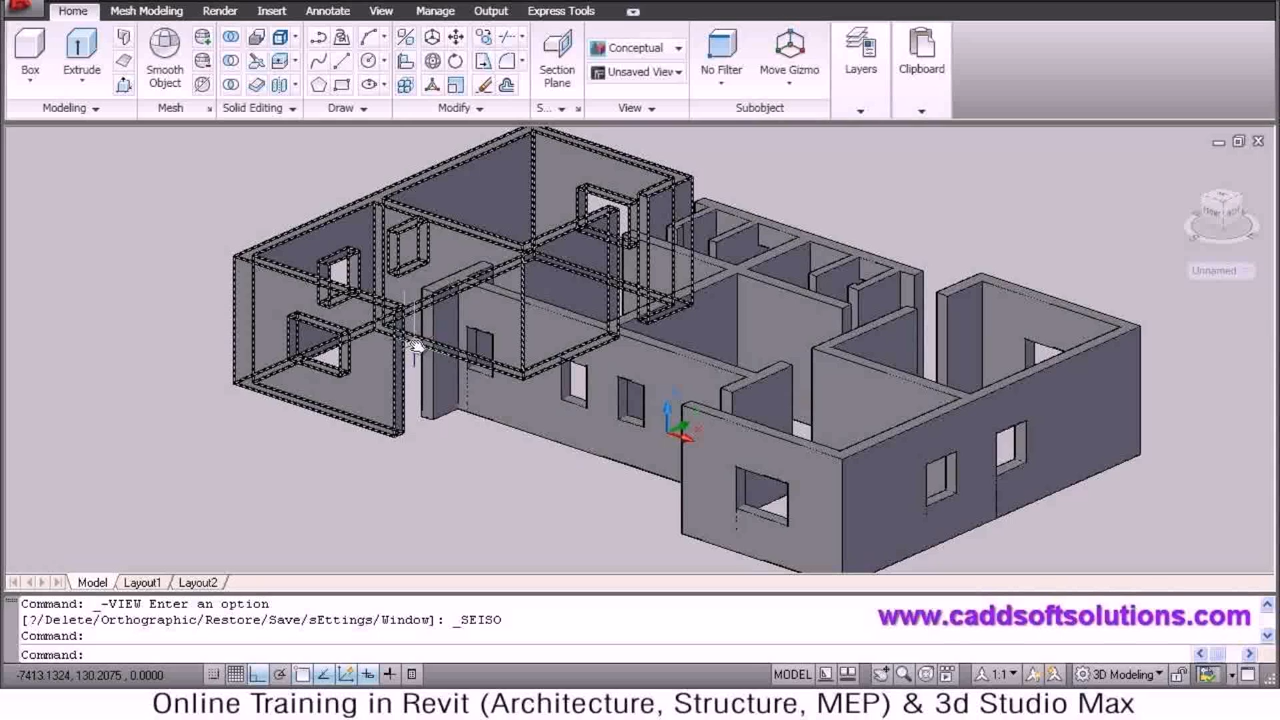 Home Mesh Modeling Render Insert Annotate View Manage Output Express Tools
Box
Extrude
Smooth Object
Section Plane
Conceptual
Unsaved View
No Filter
Move Gizmo
Layers
Clipboard
Modeling Mesh Solid Editing Draw Modify S... View Subobject
Unnamed
Model Layout1 Layout2
Command: _-VIEW Enter an option
[?/Delete/Orthographic/Restore/Save/sEttings/Window]: _SEISO
Command:
Command:
www.caddsoftsolutions.com
-7413.1324, 130.2075, 0.0000 MODEL 1:1 3D Modeling
Online Training in Revit (Architecture, Structure, MEP) & 3d Studio Max